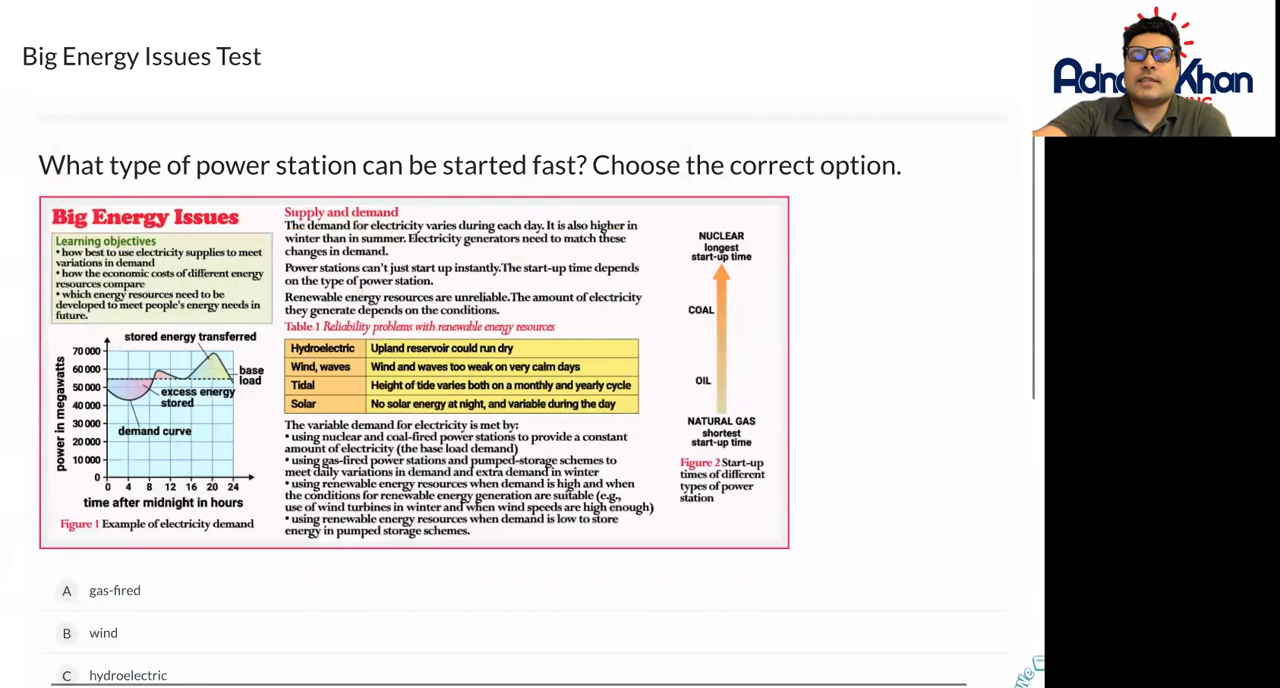 Big Energy Issues Test
What type of power station can be started fast? Choose the correct option.
Big Energy Issues
Learning objectives
• how best to use electricity supplies to meet
variations in demand
• how the economic costs of different energy
resources compare
• which energy resources need to be
developed to meet people's energy needs in
future.
stored energy transferred
70 000
60 000
50 000
40 000
30 000
20 000
10 000
0
power in megawatts
base
load
excess energy
stored
demand curve
0 4 8 12 16 20 24
time after midnight in hours
Figure 1 Example of electricity demand
Supply and demand
The demand for electricity varies during each day. It is also higher in
winter than in summer. Electricity generators need to match these
changes in demand.
Power stations can't just start up instantly. The start-up time depends
on the type of power station.
Renewable energy resources are unreliable. The amount of electricity
they generate depends on the conditions.
Table 1 Reliability problems with renewable energy resources
Hydroelectric Upland reservoir could run dry
Wind, waves Wind and waves too weak on very calm days
Tidal Height of tide varies both on a monthly and yearly cycle
Solar No solar energy at night, and variable during the day
The variable demand for electricity is met by:
• using nuclear and coal-fired power stations to provide a constant
amount of electricity (the base load demand)
• using gas-fired power stations and pumped-storage schemes to
meet daily variations in demand and extra demand in winter
• using renewable energy resources when demand is high and when
the conditions for renewable energy generation are suitable (e.g.,
use of wind turbines in winter and when wind speeds are high enough)
• using renewable energy resources when demand is low to store
energy in pumped storage schemes.
NUCLEAR
longest
start-up time
COAL
OIL
NATURAL GAS
shortest
start-up time
Figure 2 Start-up
times of different
types of power
station
A gas-fired
B wind
C hydroelectric
Khan
We